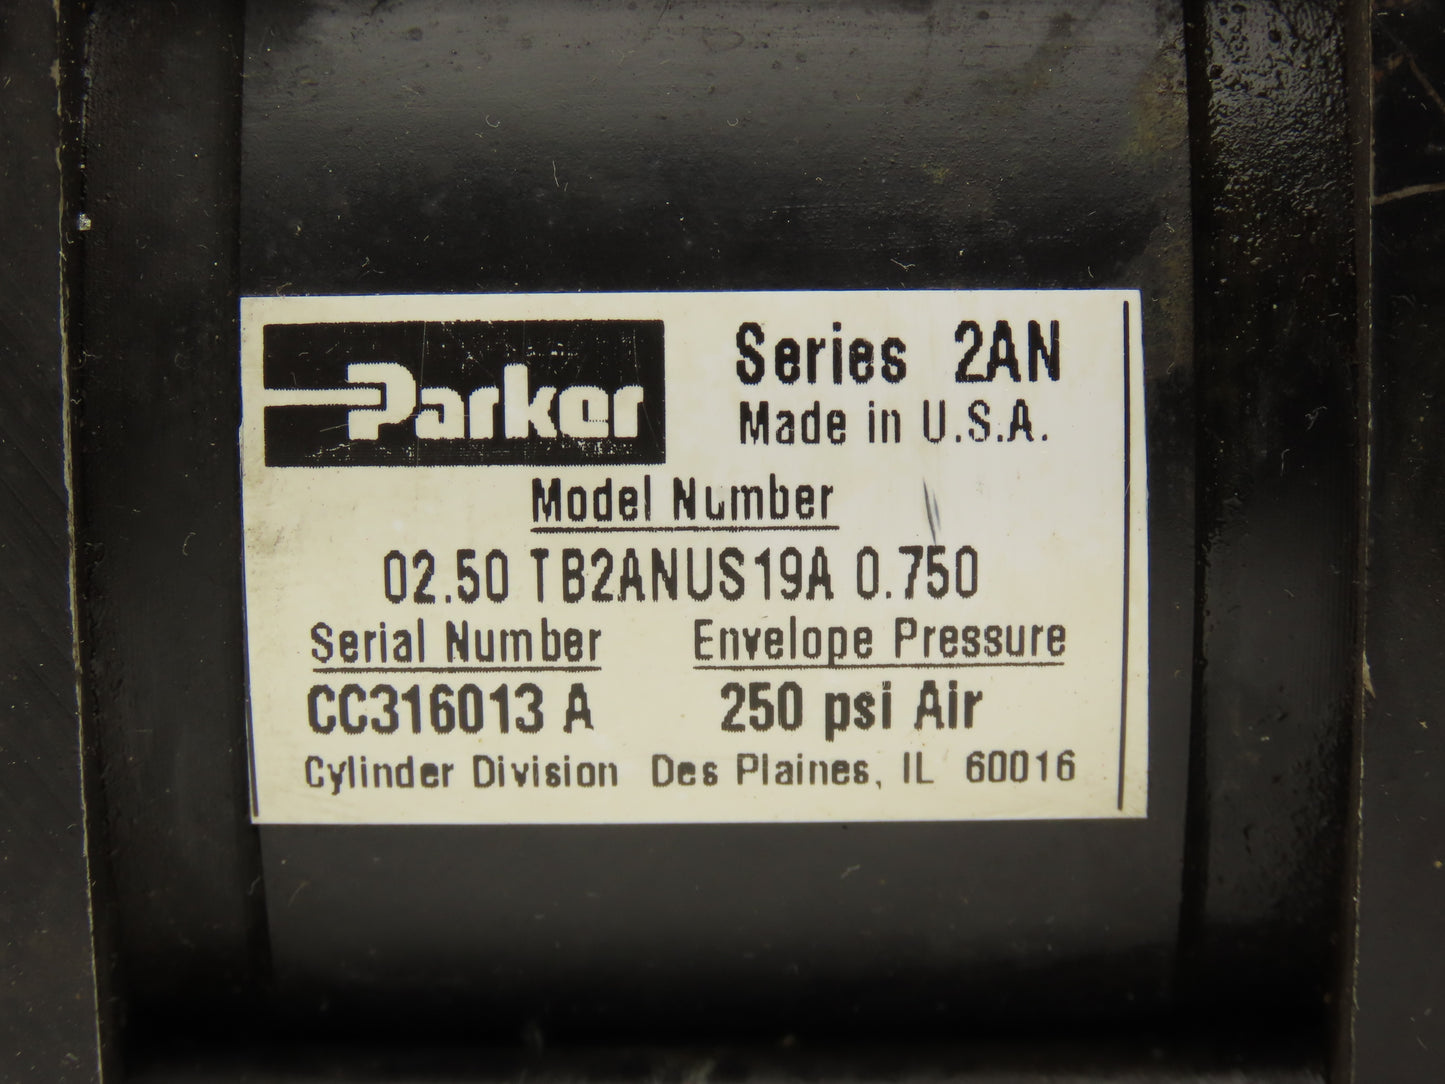 Parker
Series 2AN
Made in U.S.A.
Model Number
02.50 TB2ANUS19A 0.750
Serial Number Envelope Pressure
CC316013 A 250 psi Air
Cylinder Division Des Plaines, IL 60016